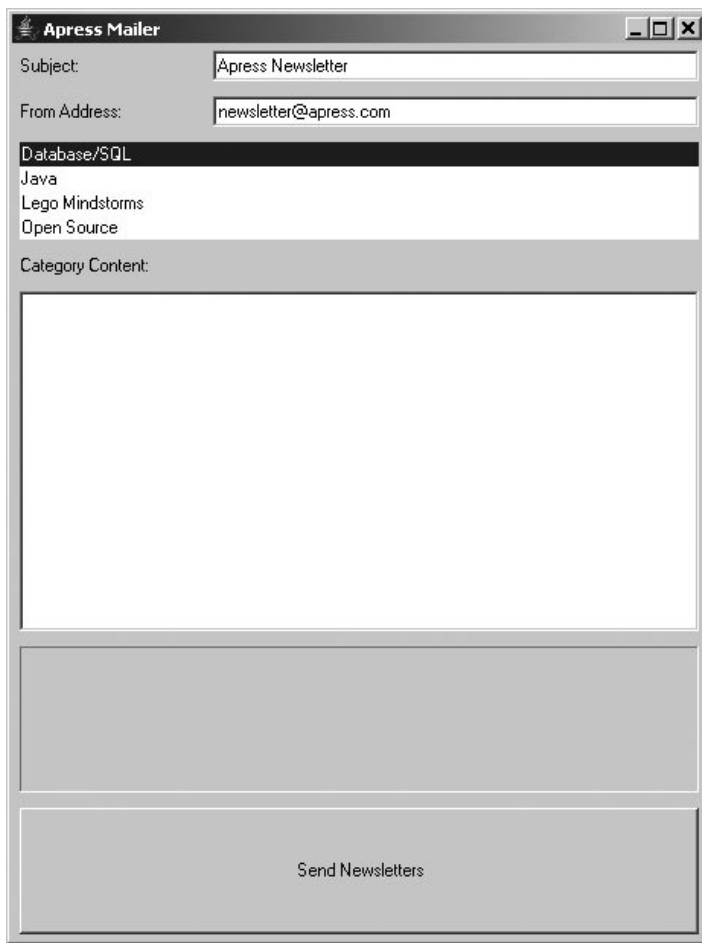 Apress Mailer
Subject: Apress Newsletter
From Address: newsletter@apress.com
Database/SQL
Java
Lego Mindstorms
Open Source
Category Content:
Send Newsletters